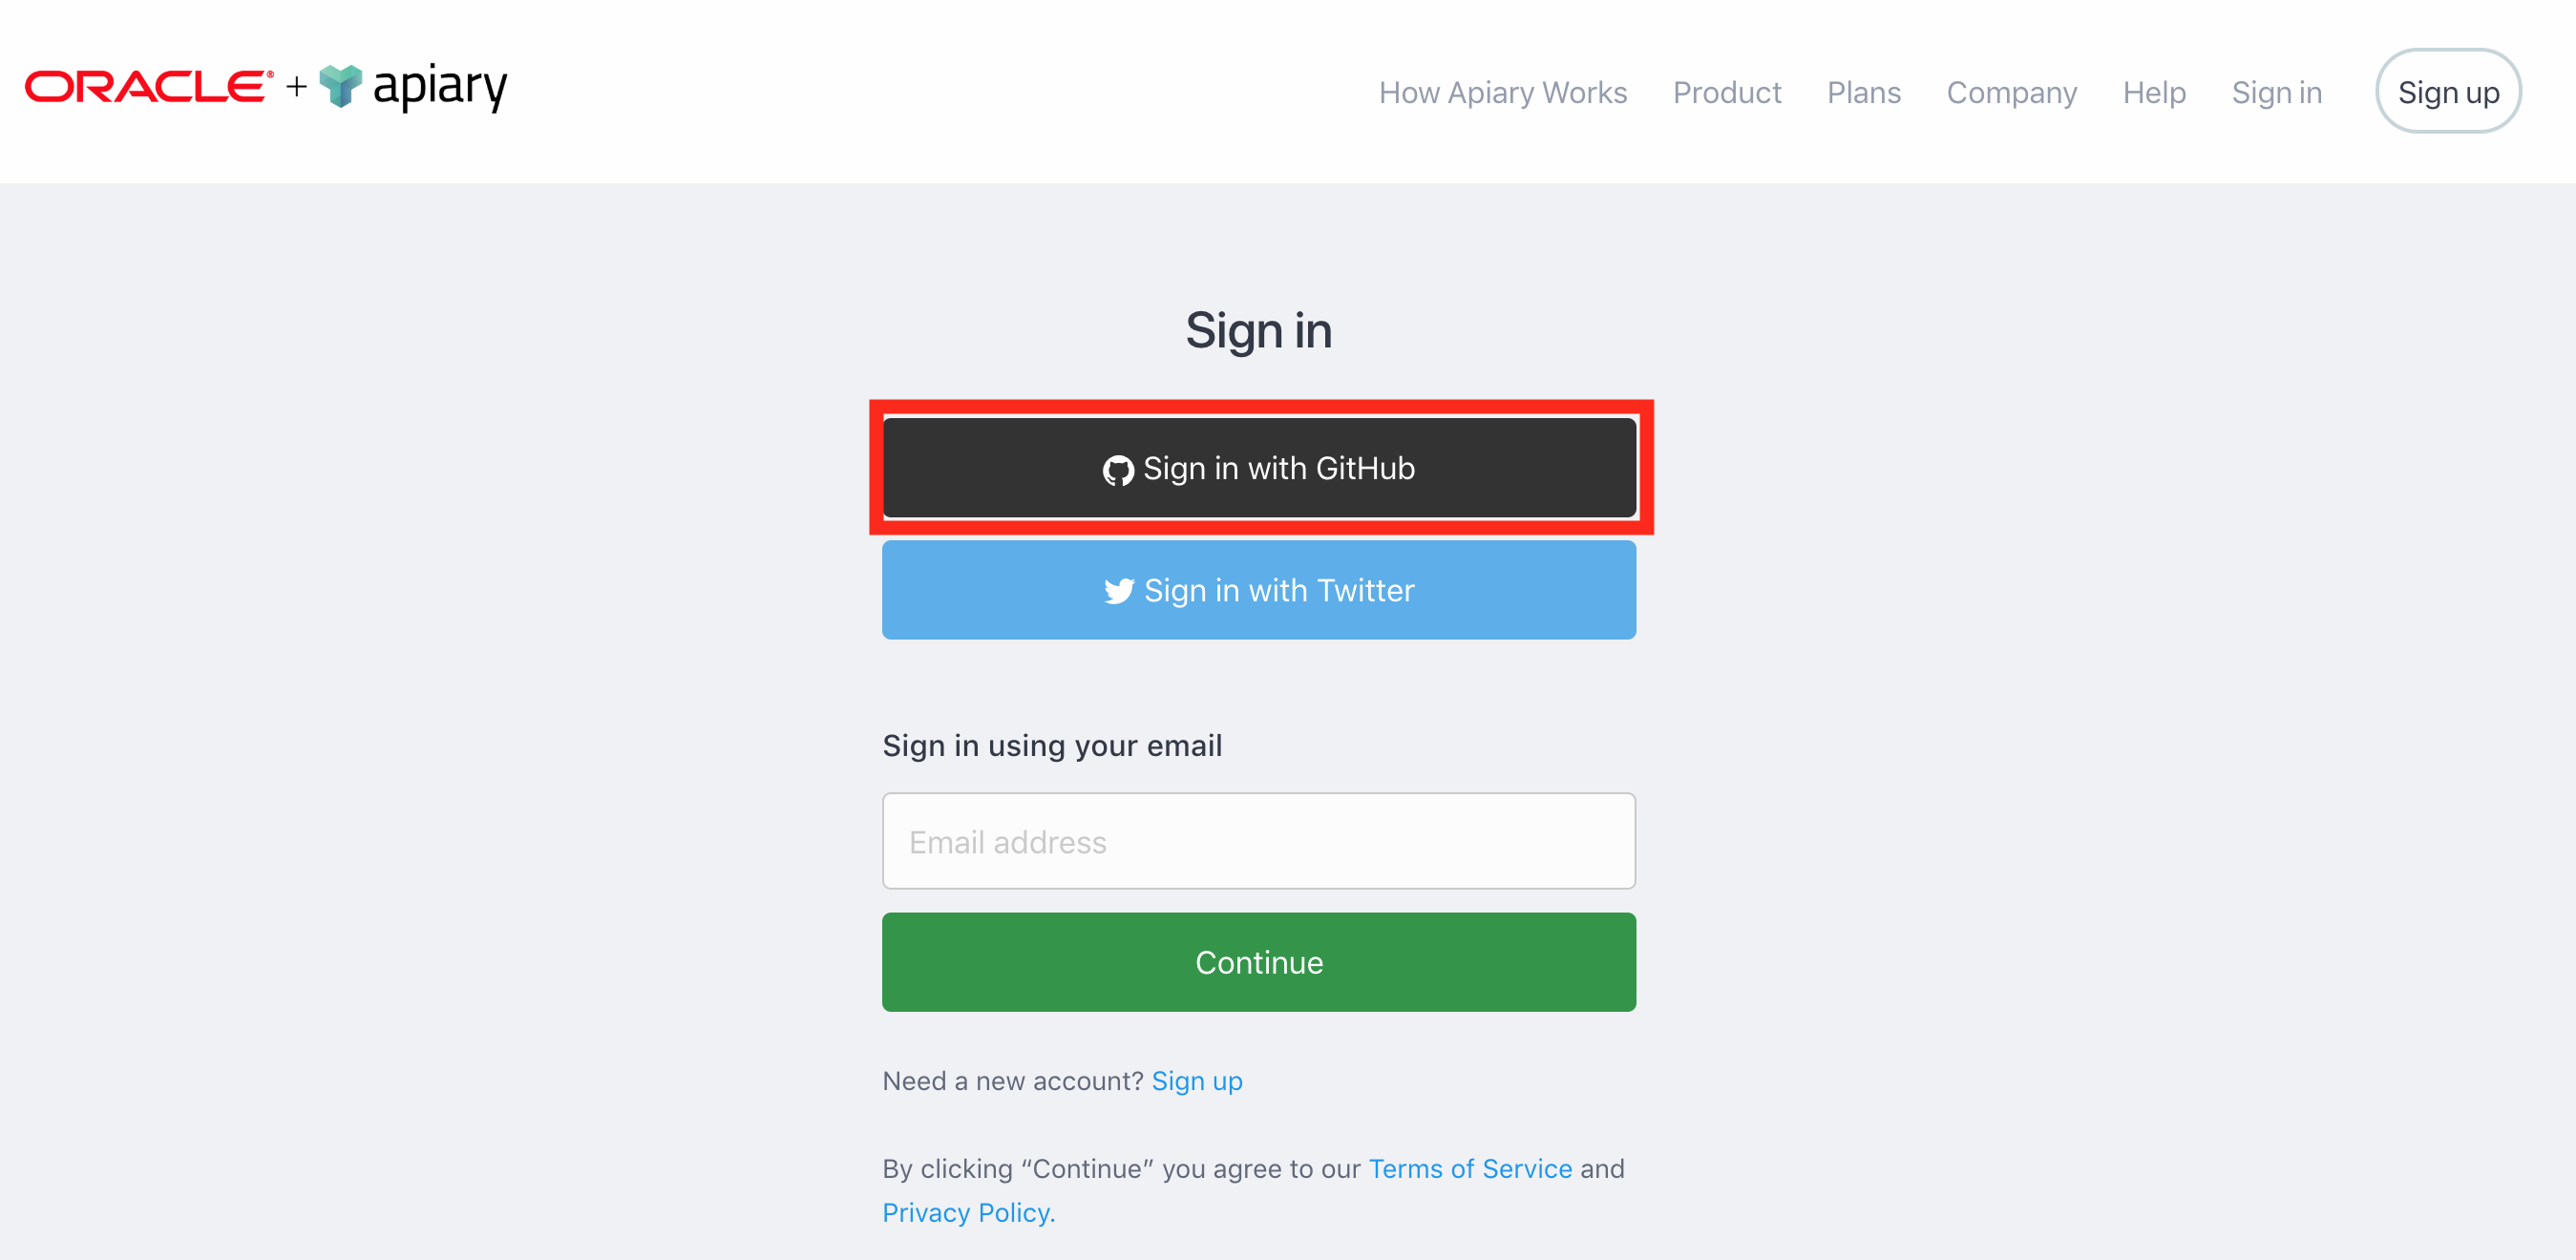 ORACLE® + apiary
How Apiary Works Product Plans Company Help Sign in Sign up
Sign in
Sign in with GitHub
Sign in with Twitter
Sign in using your email
Email address
Continue
Need a new account? Sign up
By clicking “Continue” you agree to our Terms of Service and
Privacy Policy.